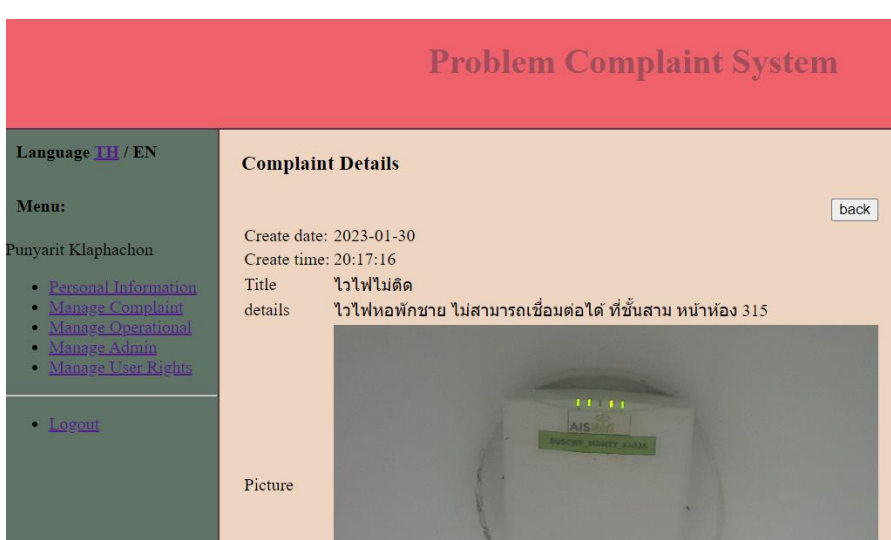 Problem Complaint System
Language TH / EN
Menu:
Punyarit Klaphachon
Personal Information
Manage Complaint
Manage Operational
Manage Admin
Manage User Rights
Logout
Complaint Details
back
Create date: 2023-01-30
Create time: 20:17:16
Title ไวไฟไม่ติด
details ไวไฟหอพักชาย ไม่สามารถเชื่อมต่อได้ ที่ชั้นสาม หน้าห้อง 315
Picture
AIS